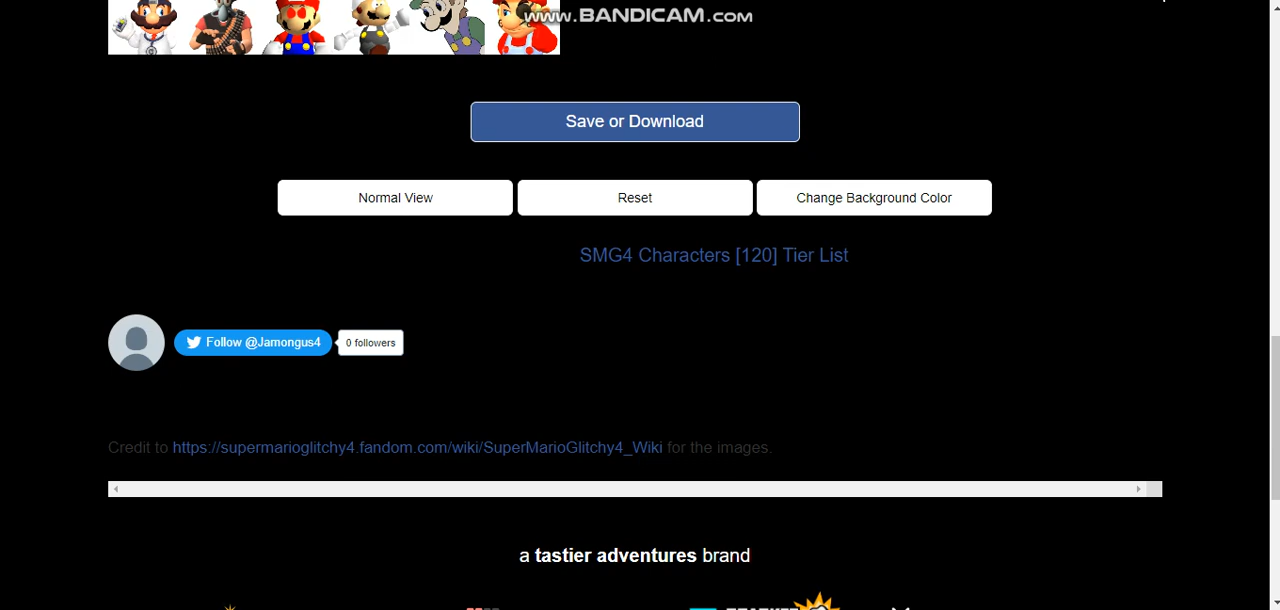 www.BANDICAM.com
Save or Download
Normal View Reset Change Background Color
SMG4 Characters [120] Tier List
Follow @Jamongus4 0 followers
Credit to https://supermarioglitchy4.fandom.com/wiki/SuperMarioGlitchy4_Wiki for the images.
a tastier adventures brand